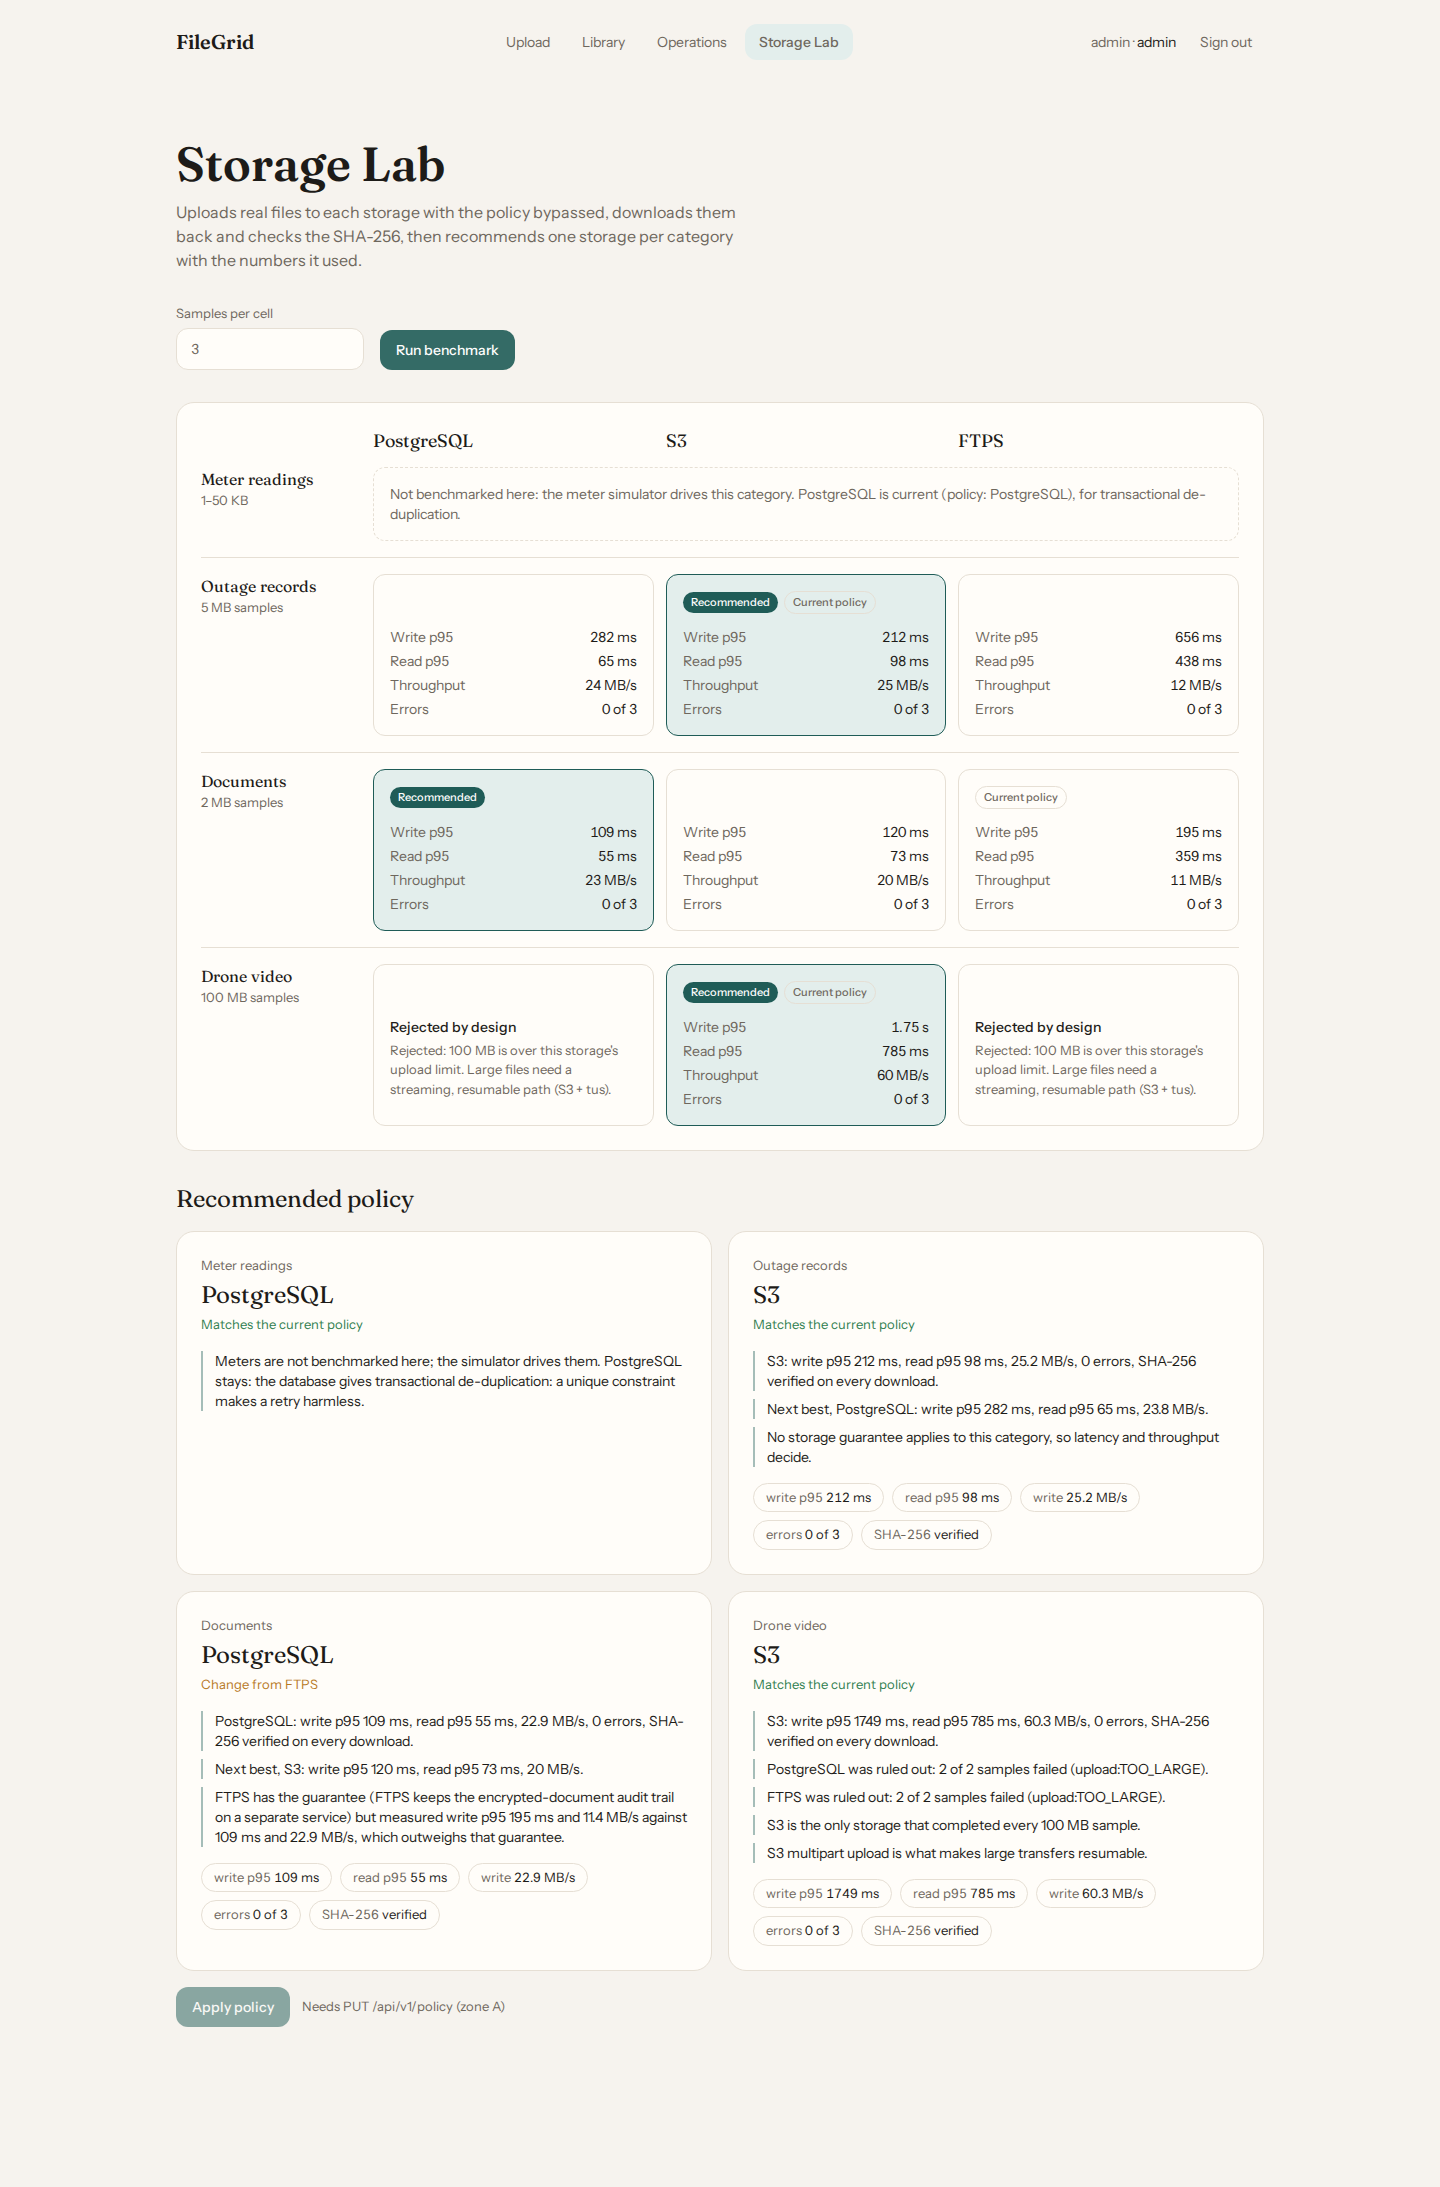 FileGrid
Upload
Library
Operations
Storage Lab
admin · admin
Sign out
Storage Lab
Uploads real files to each storage with the policy bypassed, downloads them
back and checks the SHA-256, then recommends one storage per category
with the numbers it used.
Samples per cell
3
Run benchmark
PostgreSQL
S3
FTPS
Meter readings
1–50 KB
Not benchmarked here: the meter simulator drives this category. PostgreSQL is current (policy: PostgreSQL), for transactional de-
duplication.
Outage records
5 MB samples
Write p95 282 ms
Read p95 65 ms
Throughput 24 MB/s
Errors 0 of 3
Recommended Current policy
Write p95 212 ms
Read p95 98 ms
Throughput 25 MB/s
Errors 0 of 3
Write p95 656 ms
Read p95 438 ms
Throughput 12 MB/s
Errors 0 of 3
Documents
2 MB samples
Recommended
Write p95 109 ms
Read p95 55 ms
Throughput 23 MB/s
Errors 0 of 3
Write p95 120 ms
Read p95 73 ms
Throughput 20 MB/s
Errors 0 of 3
Current policy
Write p95 195 ms
Read p95 359 ms
Throughput 11 MB/s
Errors 0 of 3
Drone video
100 MB samples
Rejected by design
Rejected: 100 MB is over this storage's
upload limit. Large files need a
streaming, resumable path (S3 + tus).
Recommended Current policy
Write p95 1.75 s
Read p95 785 ms
Throughput 60 MB/s
Errors 0 of 3
Rejected by design
Rejected: 100 MB is over this storage's
upload limit. Large files need a
streaming, resumable path (S3 + tus).
Recommended policy
Meter readings
PostgreSQL
Matches the current policy
Meters are not benchmarked here; the simulator drives them. PostgreSQL
stays: the database gives transactional de-duplication: a unique constraint
makes a retry harmless.
Outage records
S3
Matches the current policy
S3: write p95 212 ms, read p95 98 ms, 25.2 MB/s, 0 errors, SHA-256
verified on every download.
Next best, PostgreSQL: write p95 282 ms, read p95 65 ms, 23.8 MB/s.
No storage guarantee applies to this category, so latency and throughput
decide.
write p95 212 ms
read p95 98 ms
write 25.2 MB/s
errors 0 of 3
SHA-256 verified
Documents
PostgreSQL
Change from FTPS
PostgreSQL: write p95 109 ms, read p95 55 ms, 22.9 MB/s, 0 errors, SHA-
256 verified on every download.
Next best, S3: write p95 120 ms, read p95 73 ms, 20 MB/s.
FTPS has the guarantee (FTPS keeps the encrypted-document audit trail
on a separate service) but measured write p95 195 ms and 11.4 MB/s against
109 ms and 22.9 MB/s, which outweighs that guarantee.
write p95 109 ms
read p95 55 ms
write 22.9 MB/s
errors 0 of 3
SHA-256 verified
Drone video
S3
Matches the current policy
S3: write p95 1749 ms, read p95 785 ms, 60.3 MB/s, 0 errors, SHA-256
verified on every download.
PostgreSQL was ruled out: 2 of 2 samples failed (upload:TOO_LARGE).
FTPS was ruled out: 2 of 2 samples failed (upload:TOO_LARGE).
S3 is the only storage that completed every 100 MB sample.
S3 multipart upload is what makes large transfers resumable.
write p95 1749 ms
read p95 785 ms
write 60.3 MB/s
errors 0 of 3
SHA-256 verified
Apply policy
Needs PUT /api/v1/policy (zone A)